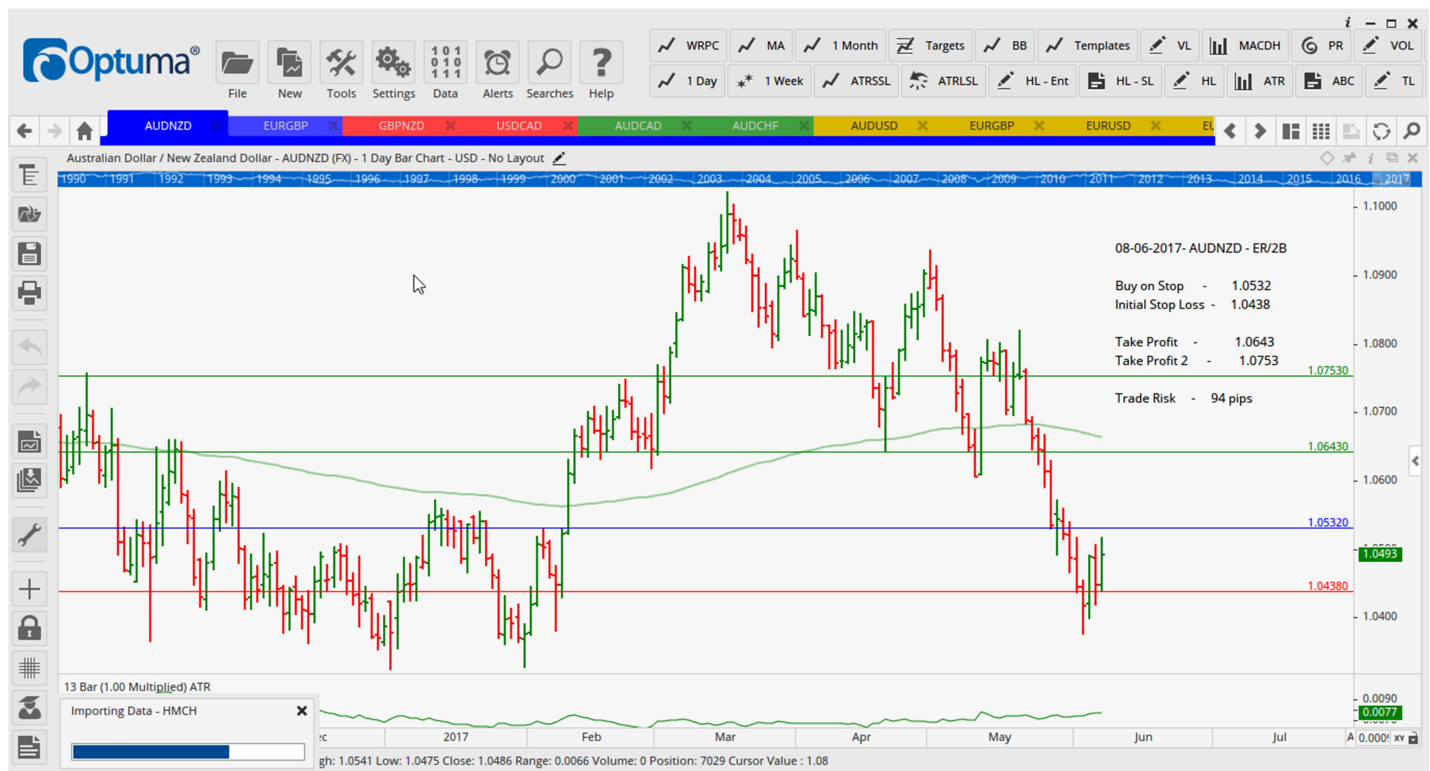 Optuma®
File
New
Tools
Settings
Data
Alerts
Searches
Help
WRPC
MA
1 Month
Targets
BB
Templates
VL
MACDH
PR
VOL
1 Day
1 Week
ATRSSL
ATRLSL
HL - Ent
HL - SL
HL
ATR
ABC
TL
AUDNZD
EURGBP
GBPNZD
USDCAD
AUDCAD
AUDCHF
AUDUSD
EURGBP
EURUSD
EU
Australian Dollar / New Zealand Dollar - AUDNZD (FX) - 1 Day Bar Chart - USD - No Layout
1990 1991 1992 1993 1994 1995 1996 1997 1998 1999 2000 2001 2002 2003 2004 2005 2006 2007 2008 2009 2010 2011 2012 2013 2014 2015 2016 2017
1.1000
08-06-2017- AUDNZD - ER/2B
1.0900
Buy on Stop - 1.0532
Initial Stop Loss - 1.0438
Take Profit - 1.0643
1.0800
Take Profit 2 - 1.0753
1.07530
Trade Risk - 94 pips
1.0700
1.06430
1.0600
1.05320
1.0493
1.04380
1.0400
13 Bar (1.00 Multiplied) ATR
0.0090
Importing Data - HMCH
0.0077
ec 2017 Feb Mar Apr May Jun Jul A 0.000 XY
gh: 1.0541 Low: 1.0475 Close: 1.0486 Range: 0.0066 Volume: 0 Position: 7029 Cursor Value : 1.08